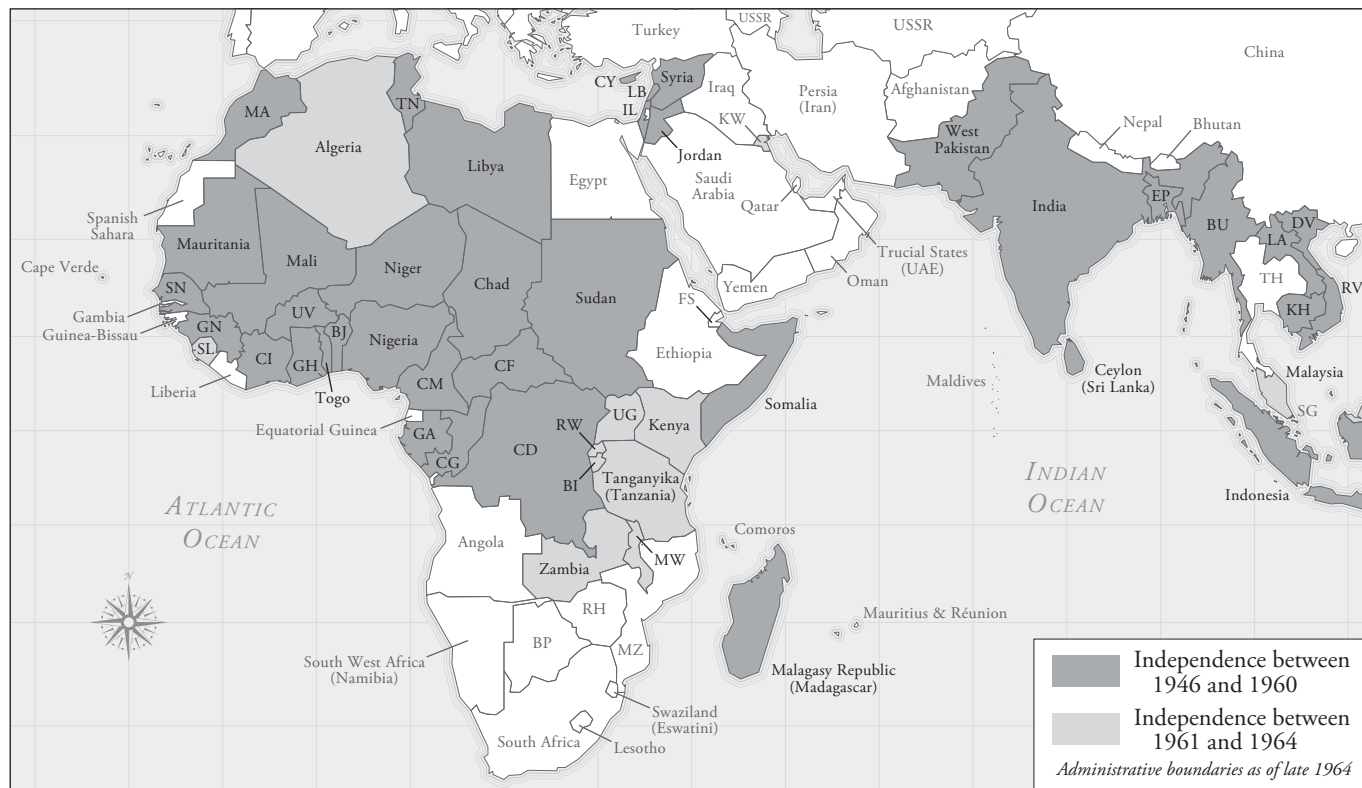 USSR
USSR
Turkey
China
CY
Syria
LB
IL
Iraq
Persia
(Iran)
Afghanistan
MA
TN
KW
Nepal
Bhutan
Algeria
Libya
Egypt
Jordan
Saudi
Arabia
Qatar
West
Pakistan
India
EP
BU
DV
LA
Spanish
Sahara
Mauritania
Mali
Niger
Chad
Sudan
Trucial States
(UAE)
Oman
Yemen
FS
TH
RV
KH
Cape Verde
SN
Gambia
Guinea-Bissau
GN
UV
BJ
Nigeria
SL
CI
GH
Togo
Liberia
CM
CF
Ethiopia
Maldives
Ceylon
(Sri Lanka)
Malaysia
SG
Equatorial Guinea
GA
CG
CD
RW
BI
UG
Kenya
Somalia
Tanganyika
(Tanzania)
Indonesia
Atlantic
Ocean
Indian
Ocean
Angola
Zambia
MW
Comoros
N
RH
BP
MZ
Mauritius & Réunion
South West Africa
(Namibia)
Malagasy Republic
(Madagascar)
Swaziland
(Eswatini)
Lesotho
South Africa
Independence between
1946 and 1960
Independence between
1961 and 1964
Administrative boundaries as of late 1964